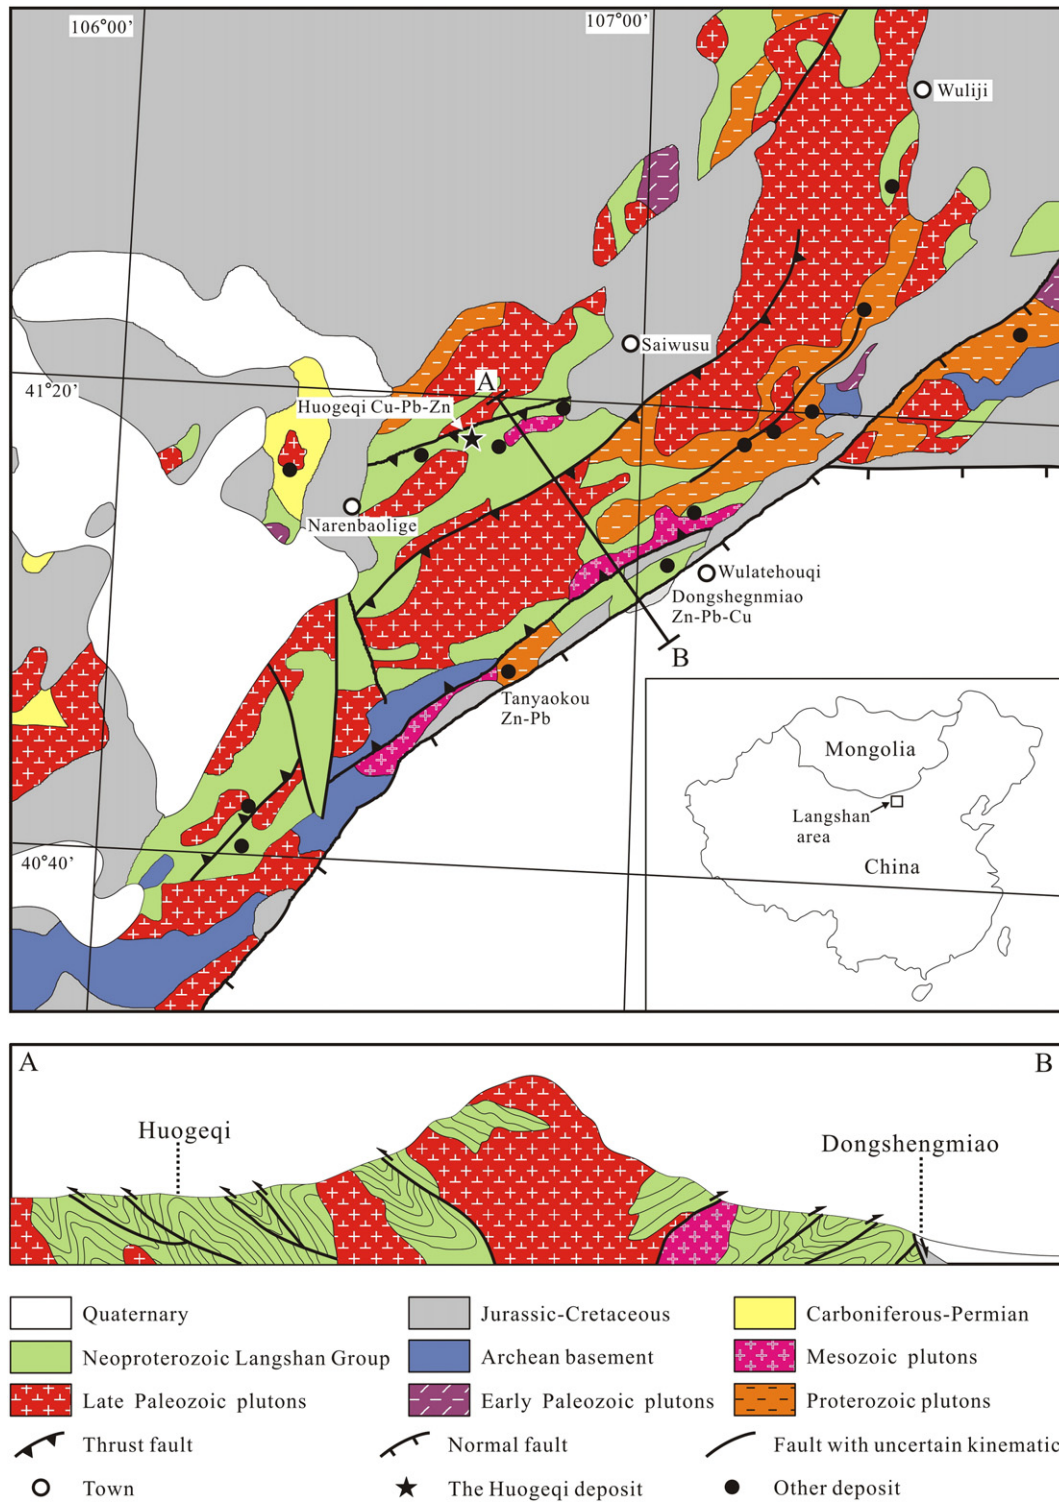 106°00'
107°00'
Wuliji
Saiwusu
41°20'
A
Huogeqi Cu-Pb-Zn
Narenbaolige
Wulatehouqi
Dongshegnmiao
Zn-Pb-Cu
B
Tanyaokou
Zn-Pb
Mongolia
Langshan
area
China
40°40'
A
B
Huogeqi
Dongshengmiao
Quaternary
Jurassic-Cretaceous
Carboniferous-Permian
Neoproterozoic Langshan Group
Archean basement
Mesozoic plutons
Late Paleozoic plutons
Early Paleozoic plutons
Proterozoic plutons
Thrust fault
Normal fault
Fault with uncertain kinematic
Town
The Huogeqi deposit
Other deposit